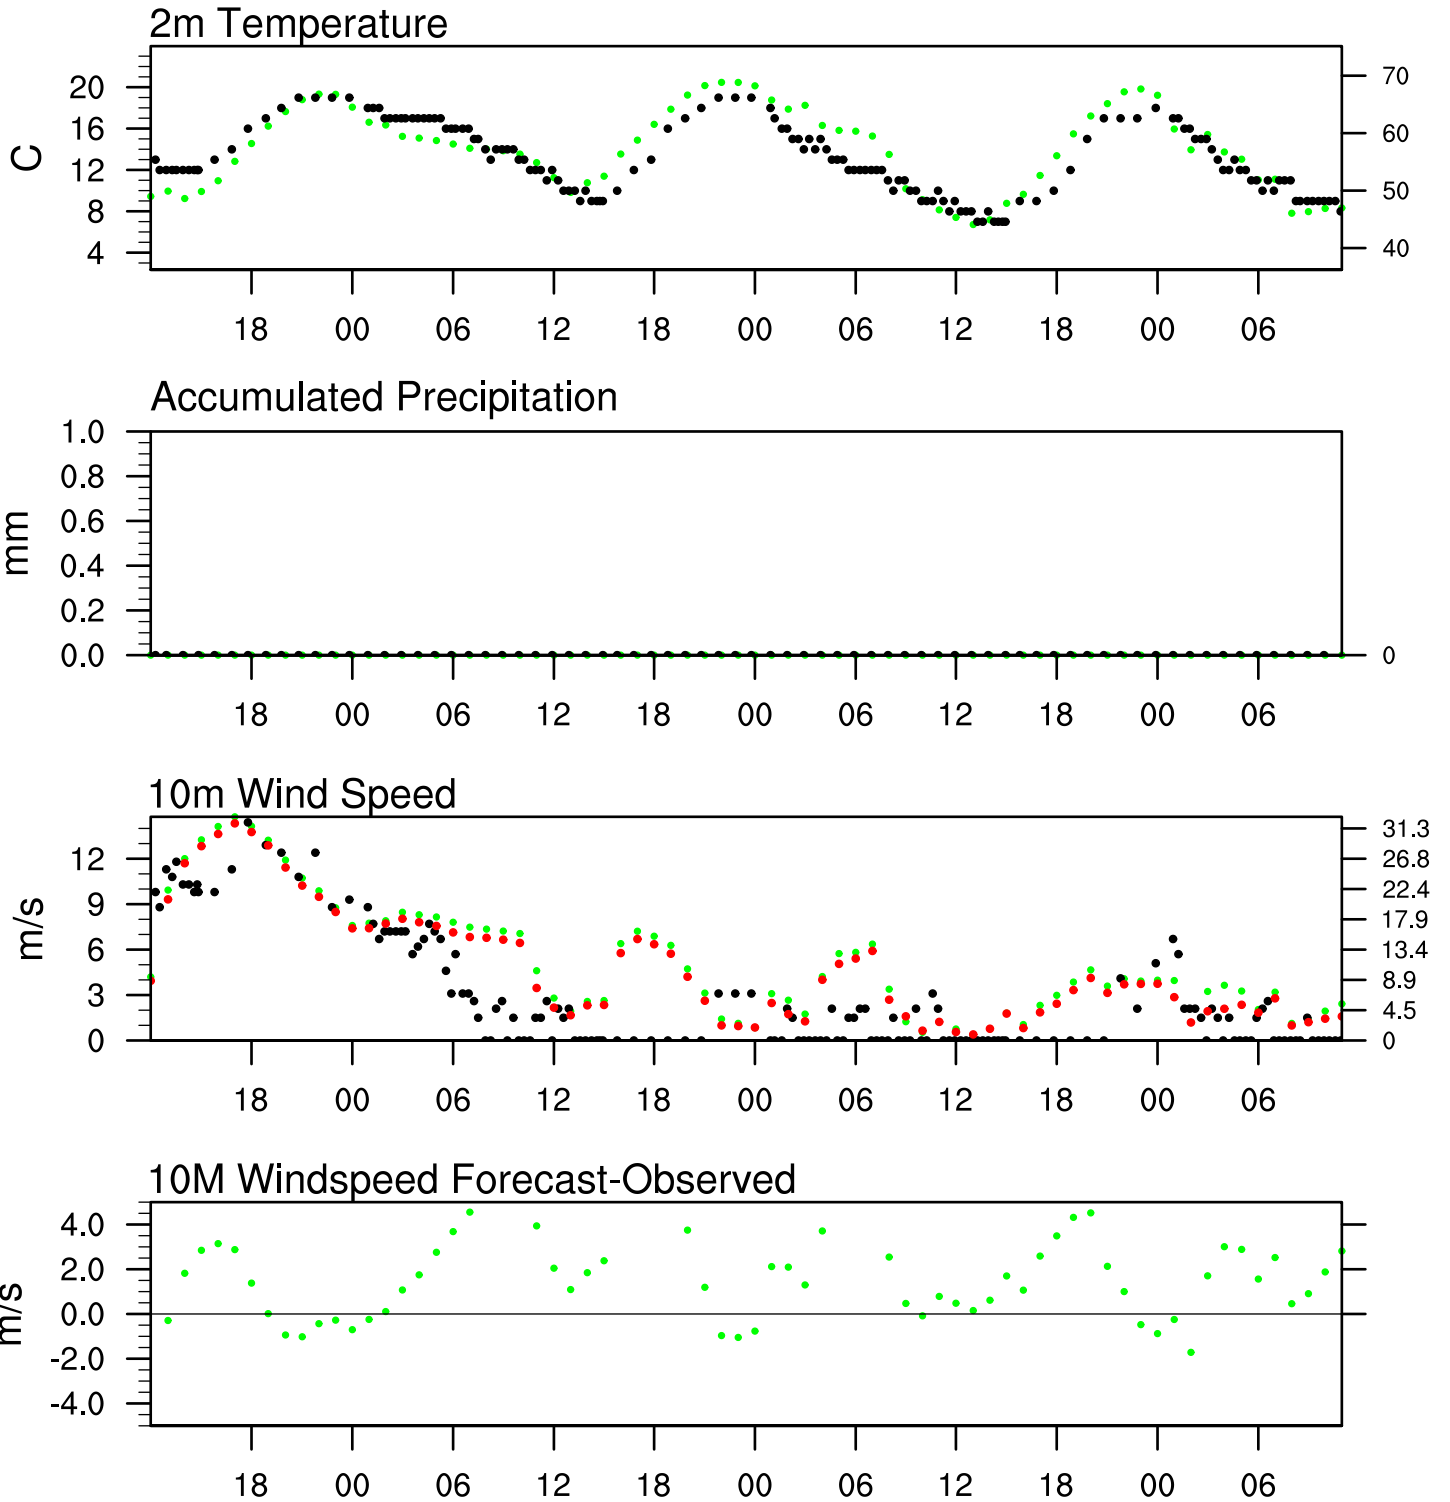 2m Temperature
20
16
12
8
4
C
70
60
50
40
18 00 06 12 18 00 06 12 18 00 06
Accumulated Precipitation
1.0
0.8
0.6
0.4
0.2
0.0
mm
0
18 00 06 12 18 00 06 12 18 00 06
10m Wind Speed
12
9
6
3
0
m/s
31.3
26.8
22.4
17.9
13.4
8.9
4.5
0
18 00 06 12 18 00 06 12 18 00 06
10M Windspeed Forecast-Observed
4.0
2.0
0.0
-2.0
-4.0
m/s
18 00 06 12 18 00 06 12 18 00 06